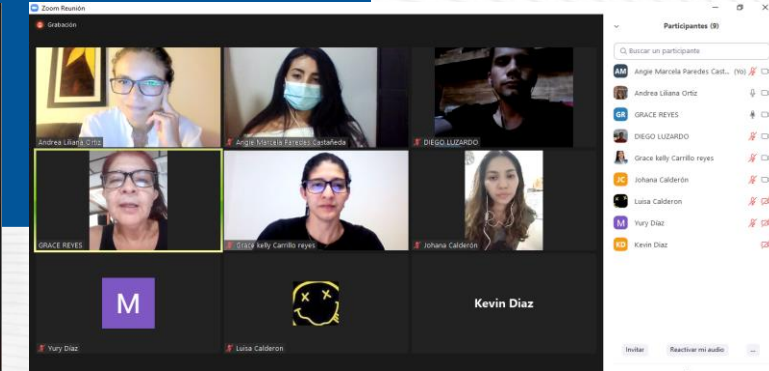 Zoom Reunión
Grabación
Andrea Liliana Ortiz
Angie Marcela Paredes Castañeda
DIEGO LUZARDO
GRACE REYES
Grace kelly Carrillo reyes
Johana Calderón
M
Yury Díaz
Luisa Calderon
Kevin Diaz
Participantes (9)
Buscar un participante
AM Angie Marcela Paredes Cast... (Yo)
Andrea Liliana Ortiz
GR GRACE REYES
DIEGO LUZARDO
Grace kelly Carrillo reyes
JC Johana Calderón
Luisa Calderon
M Yury Díaz
KD Kevin Diaz
Invitar Reactivar mi audio ...